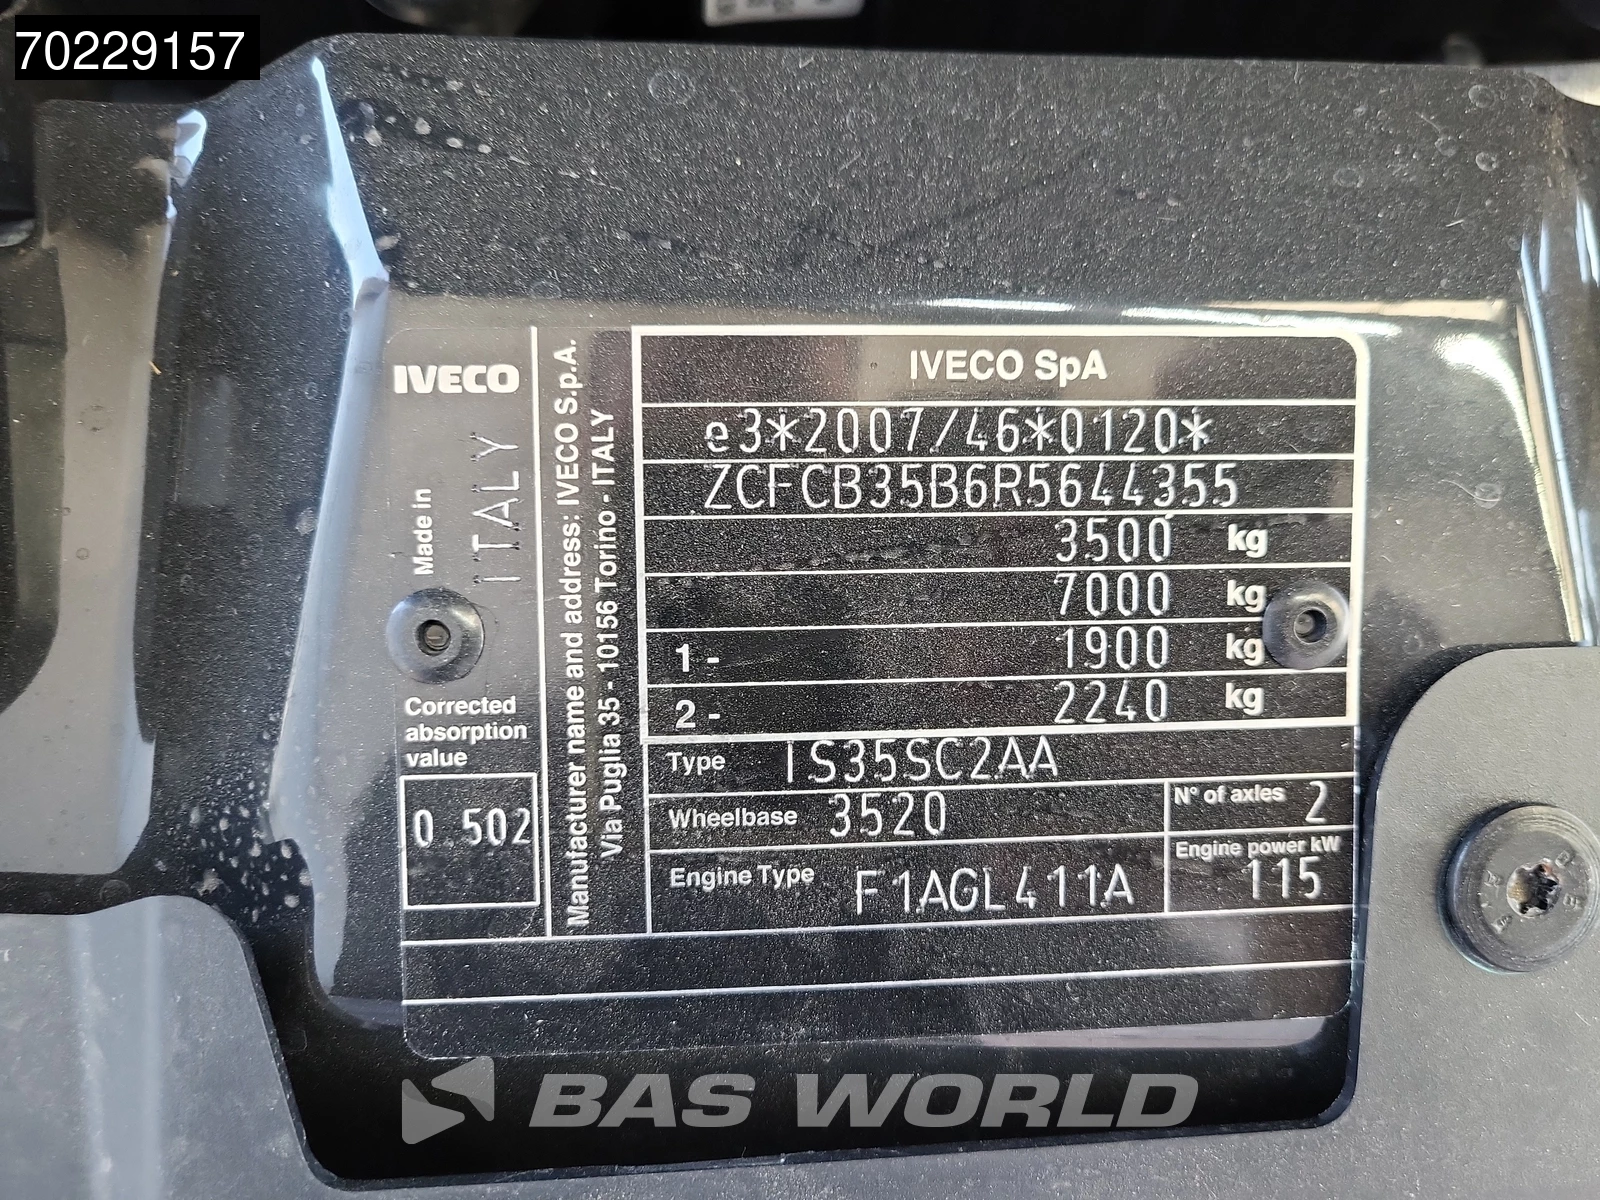 70229157
IVECO
Made in
ITALY
Corrected
absorption
value
0.502
Manufacturer name and address: IVECO S.p.A.
Via Puglia 35 - 10156 Torino - ITALY
IVECO SpA
e3*2007/46*0120*
ZCFCB35B6R5644355
3500 kg
7000 kg
1 - 1900 kg
2 - 2240 kg
Type IS35SC2AA
Wheelbase 3520
N° of axles 2
Engine Type F1AGL411A
Engine power kW
115
BAS WORLD